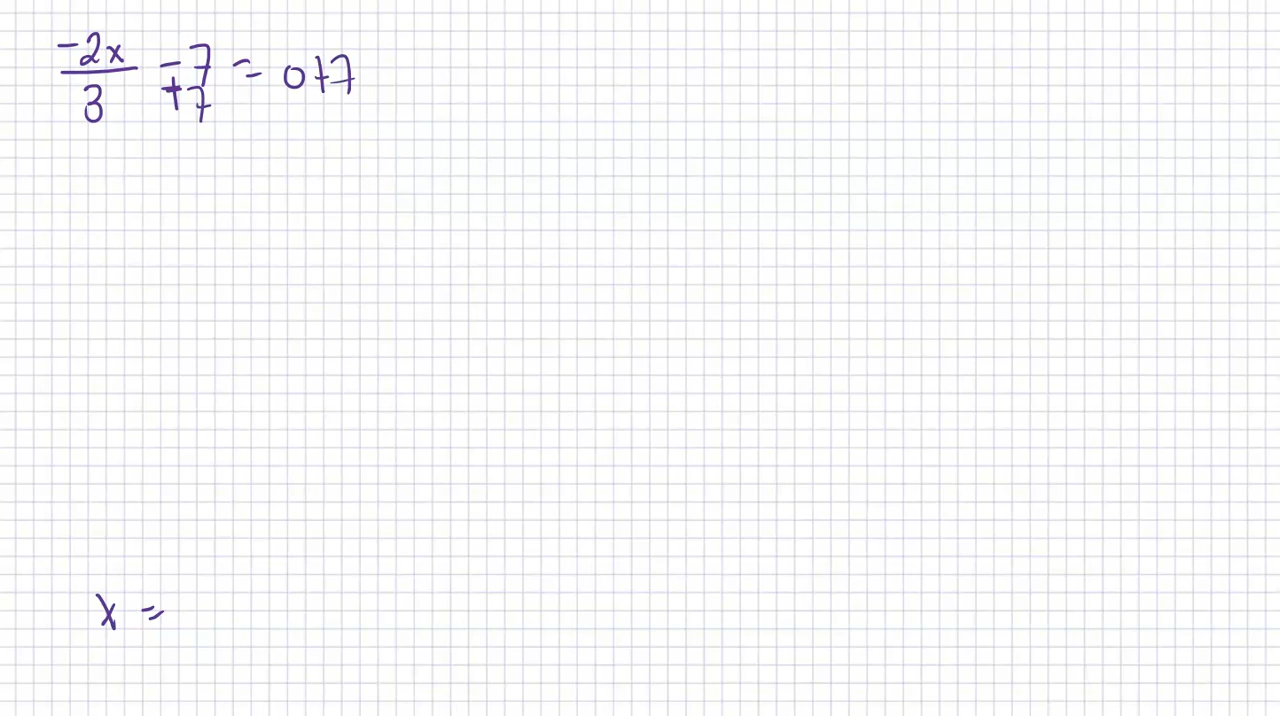 -2x/3 -7 +7 = 0+7
x =